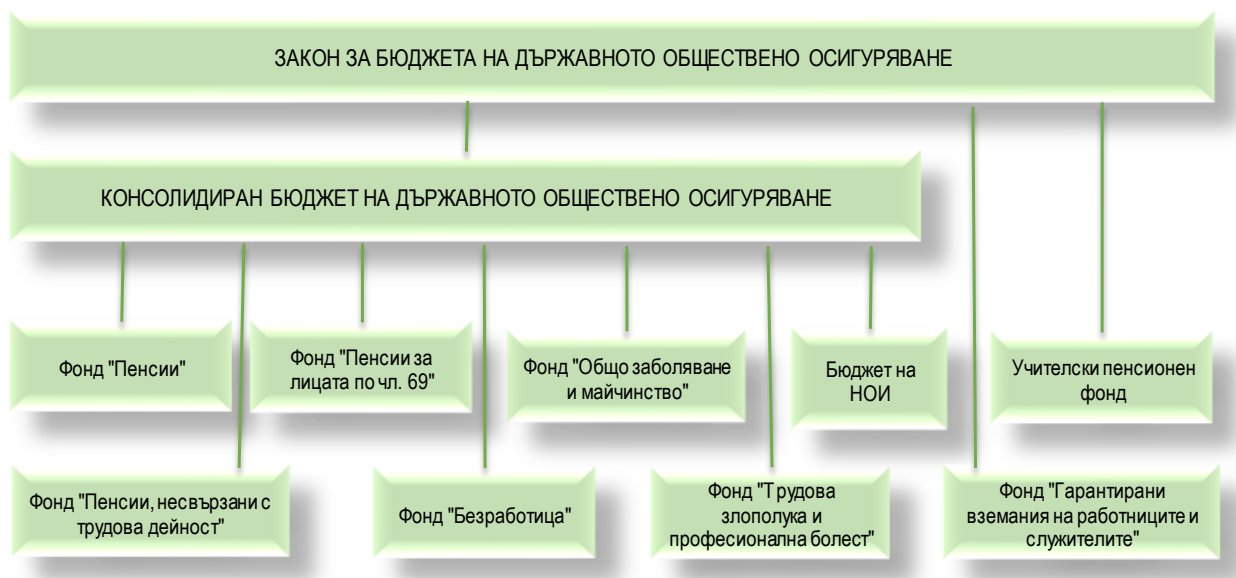 ЗАКОН ЗА БЮДЖЕТА НА ДЪРЖАВНОТО ОБЩЕСТВЕНО ОСИГУРЯВАНЕ
КОНСОЛИДИРАН БЮДЖЕТ НА ДЪРЖАВНОТО ОБЩЕСТВЕНО ОСИГУРЯВАНЕ
Фонд "Пенсии"
Фонд "Пенсии за
лицата по чл. 69"
Фонд "Общо заболяване
и майчинство"
Бюджет на
НОИ
Учителски пенсионен
фонд
Фонд "Пенсии, несвързани с
трудова дейност"
Фонд "Безработица"
Фонд "Трудова
злополука и
професионална болест"
Фонд "Гарантирани
вземания на работниците и
служителите"